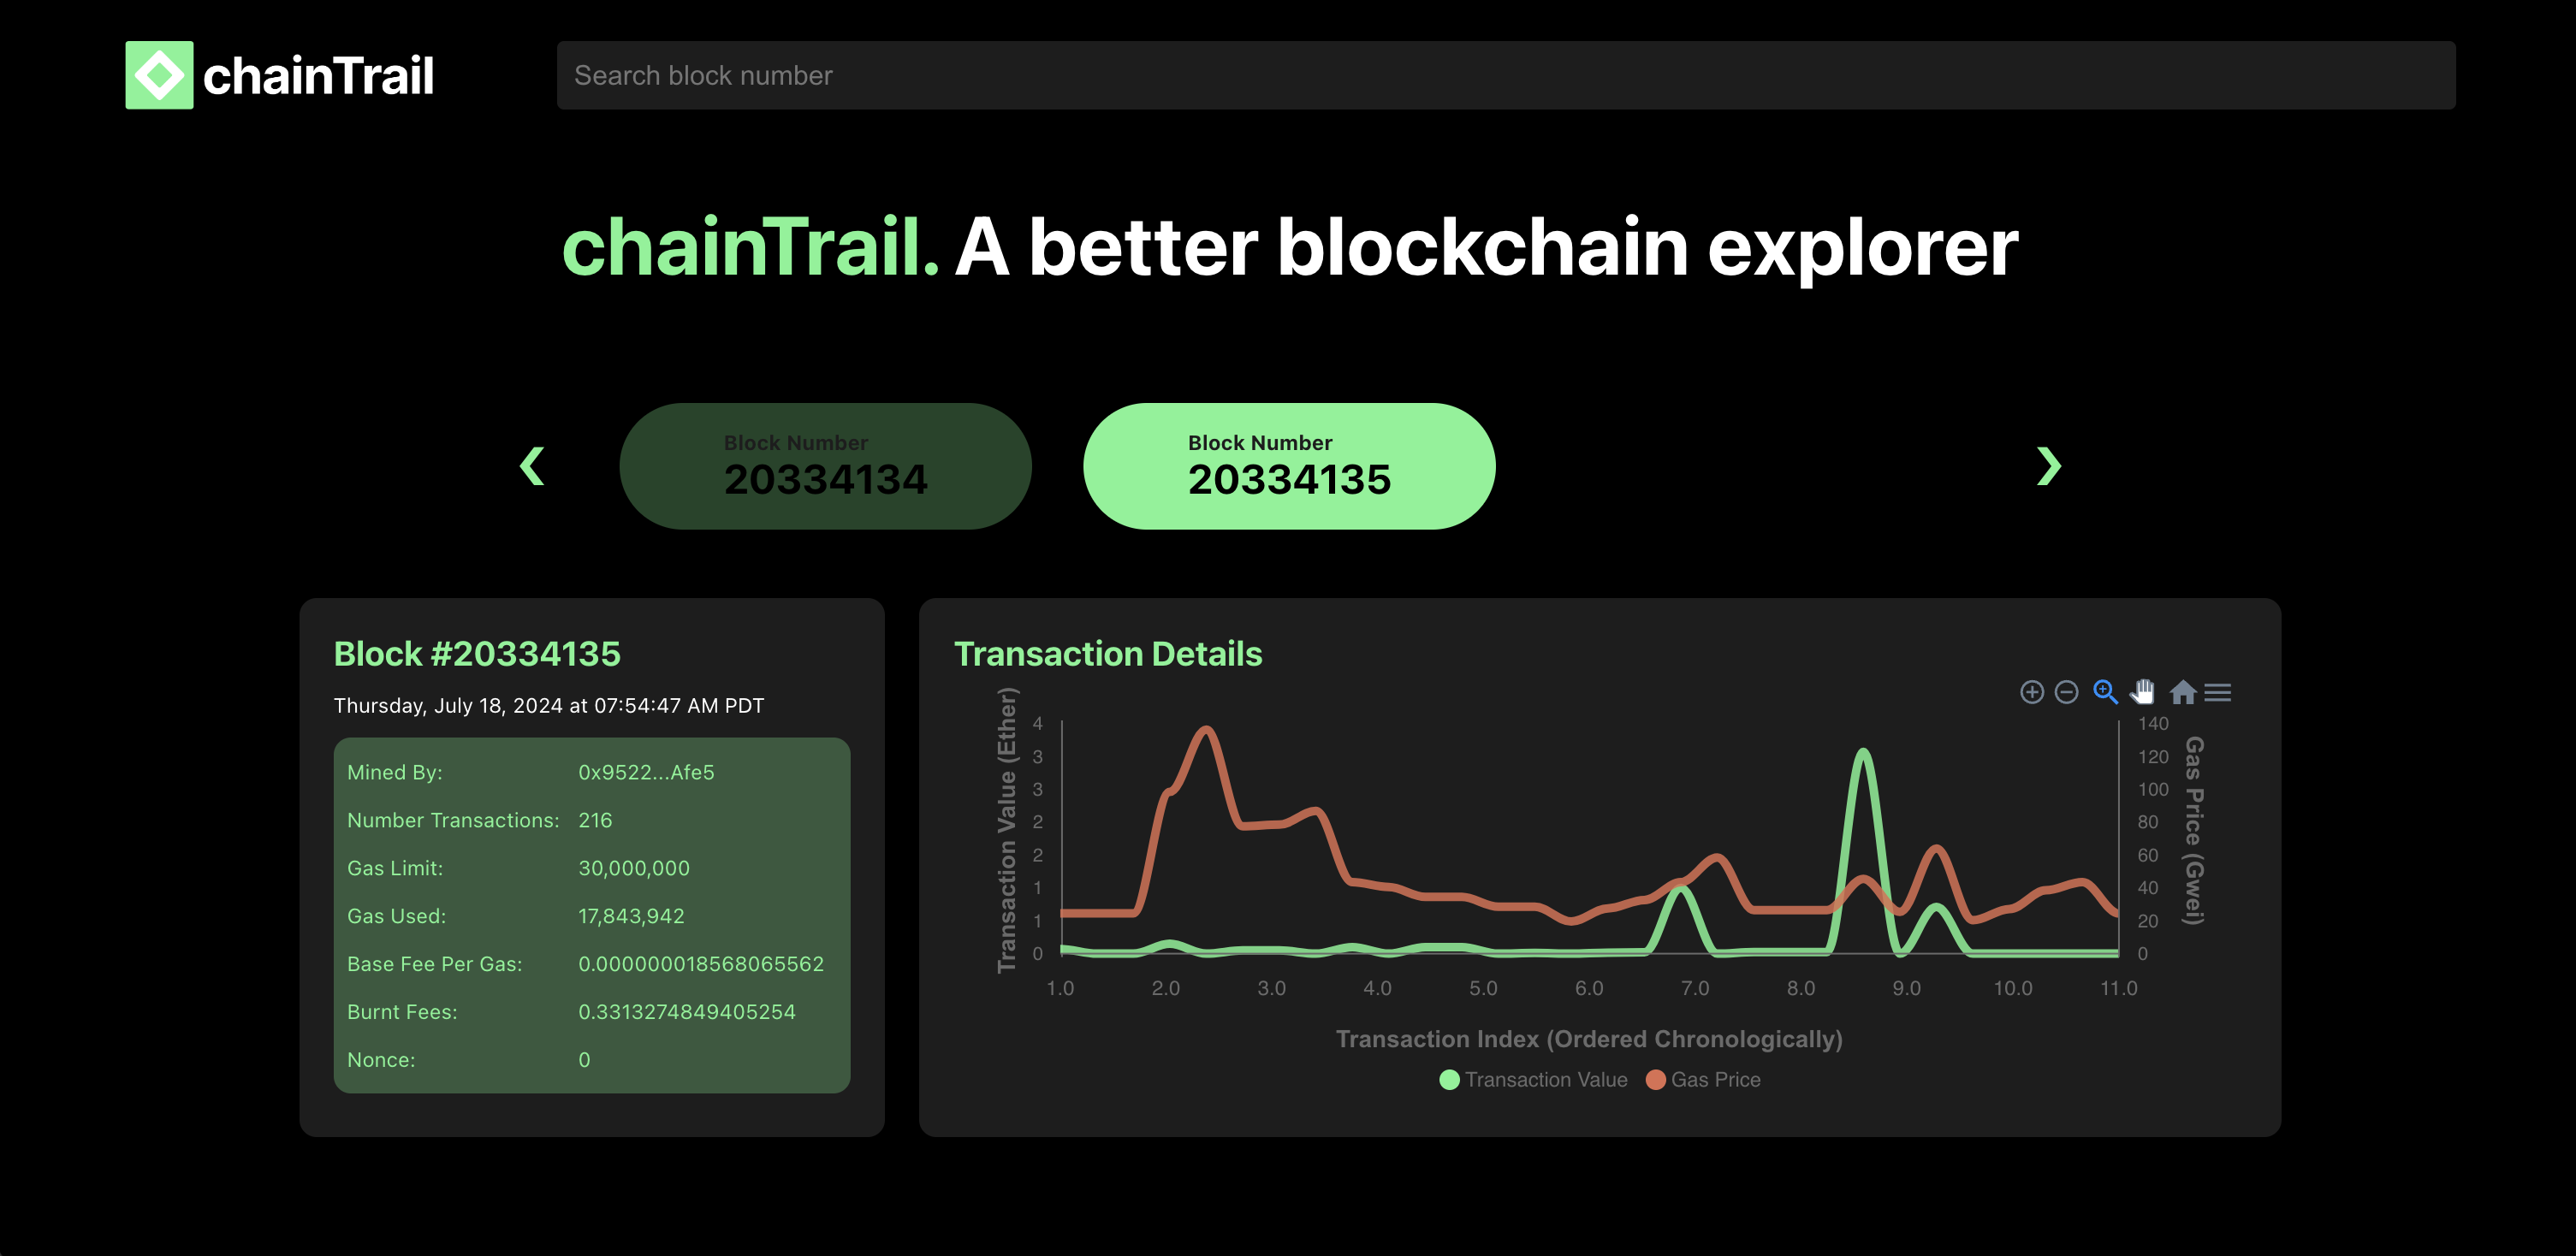 chainTrail
Search block number
chainTrail. A better blockchain explorer
Block Number
20334134
Block Number
20334135
Block #20334135
Thursday, July 18, 2024 at 07:54:47 AM PDT
Mined By: 0x9522...Afe5
Number Transactions: 216
Gas Limit: 30,000,000
Gas Used: 17,843,942
Base Fee Per Gas: 0.000000018568065562
Burnt Fees: 0.3313274849405254
Nonce: 0
Transaction Details
Transaction Value (Ether)
4
3
3
2
2
1
1
0
140
120
100
80
60
40
20
0
Gas Price (Gwei)
1.0 2.0 3.0 4.0 5.0 6.0 7.0 8.0 9.0 10.0 11.0
Transaction Index (Ordered Chronologically)
Transaction Value Gas Price